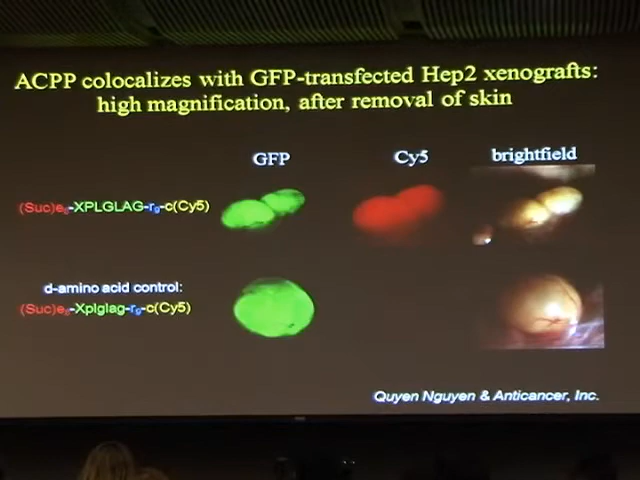 ACPP colocalizes with GFP-transfected Hep2 xenografts:
high magnification, after removal of skin
GFP Cy5 brightfield
(Suc)e₈-XPLGLAG-r₉-c(Cy5)
d-amino acid control:
(Suc)e₈-Xplglag-r₉-c(Cy5)
Quyen Nguyen & Anticancer, Inc.